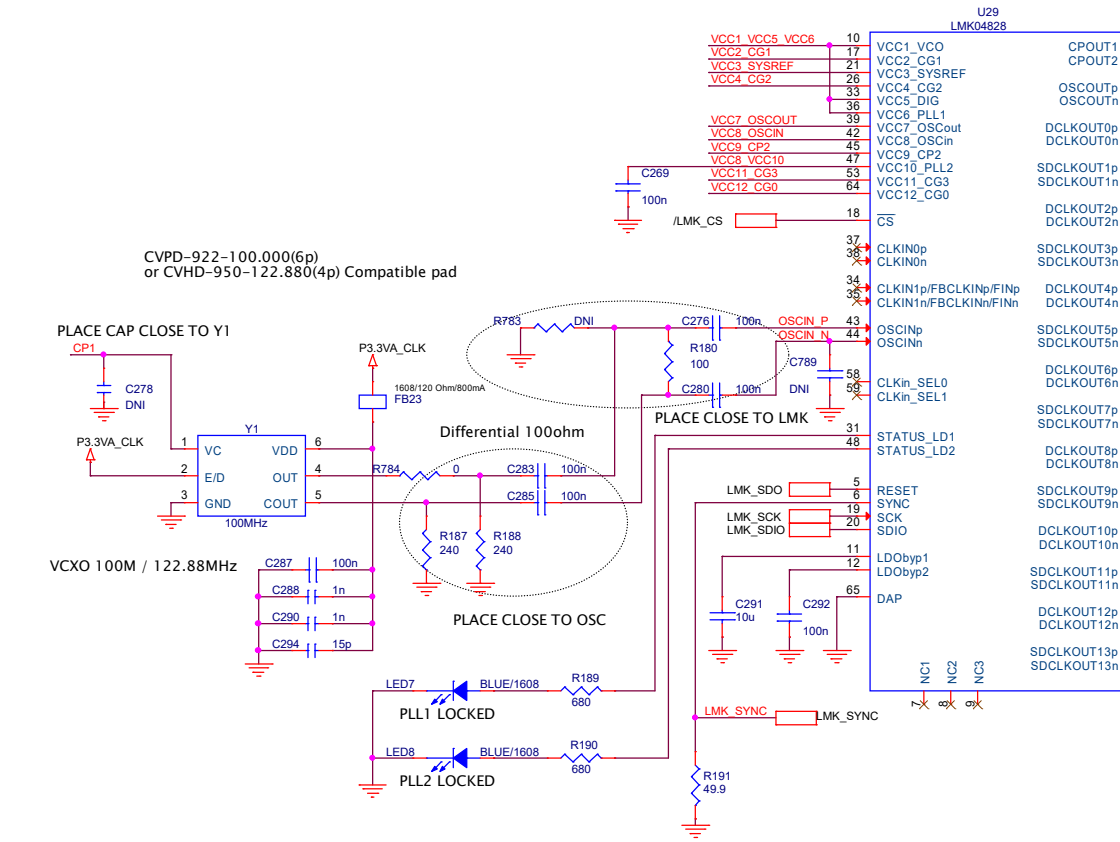 U29
LMK04828
VCC1_VCC5_VCC6 10 VCC1_VCO CPOUT1
VCC2_CG1 17 VCC2_CG1 CPOUT2
VCC3_SYSREF 21 VCC3_SYSREF
VCC4_CG2 26 VCC4_CG2 OSCOUTp
33 VCC5_DIG OSCOUTn
36 VCC6_PLL1
VCC7_OSCOUT 39 VCC7_OSCout DCLKOUT0p
VCC8_OSCIN 42 VCC8_OSCin DCLKOUT0n
VCC9_CP2 45 VCC9_CP2
VCC8_VCC10 47 VCC10_PLL2 SDCLKOUT1p
VCC11_CG3 53 VCC11_CG3 SDCLKOUT1n
VCC12_CG0 64 VCC12_CG0
C269
100n
DCLKOUT2p
/LMK_CS 18 CS DCLKOUT2n
37 CLKIN0p SDCLKOUT3p
38 CLKIN0n SDCLKOUT3n
CVPD-922-100.000(6p)
or CVHD-950-122.880(4p) Compatible pad
34 CLKIN1p/FBCLKINp/FINp DCLKOUT4p
35 CLKIN1n/FBCLKINn/FINn DCLKOUT4n
R783 DNI C276 100n OSCIN_P 43 OSCINp SDCLKOUT5p
OSCIN_N 44 OSCINn SDCLKOUT5n
R180
100
C789
DNI
C280 100n
PLACE CLOSE TO LMK
58 CLKin_SEL0 DCLKOUT6p
59 CLKin_SEL1 DCLKOUT6n
SDCLKOUT7p
SDCLKOUT7n
PLACE CAP CLOSE TO Y1
CP1
C278
DNI
P3.3VA_CLK
1608/120 Ohm/800mA
FB23
P3.3VA_CLK
Y1
1 VC VDD 6
2 E/D OUT 4
3 GND COUT 5
100MHz
Differential 100ohm
R784 0 C283 100n
C285 100n
R187
240
R188
240
PLACE CLOSE TO OSC
31 STATUS_LD1
48 STATUS_LD2 DCLKOUT8p
DCLKOUT8n
LMK_SDO 5 RESET SDCLKOUT9p
6 SYNC SDCLKOUT9n
LMK_SCK 19 SCK
LMK_SDIO 20 SDIO DCLKOUT10p
DCLKOUT10n
11 LDObyp1
12 LDObyp2 SDCLKOUT11p
SDCLKOUT11n
65 DAP
DCLKOUT12p
DCLKOUT12n
SDCLKOUT13p
SDCLKOUT13n
C291
10u
C292
100n
VCXO 100M / 122.88MHz
C287 100n
C288 1n
C290 1n
C294 15p
NC1
NC2
NC3
7
8
9
LED7 BLUE/1608 R189
680
PLL1 LOCKED
LED8 BLUE/1608 R190
680
PLL2 LOCKED
LMK_SYNC LMK_SYNC
R191
49.9